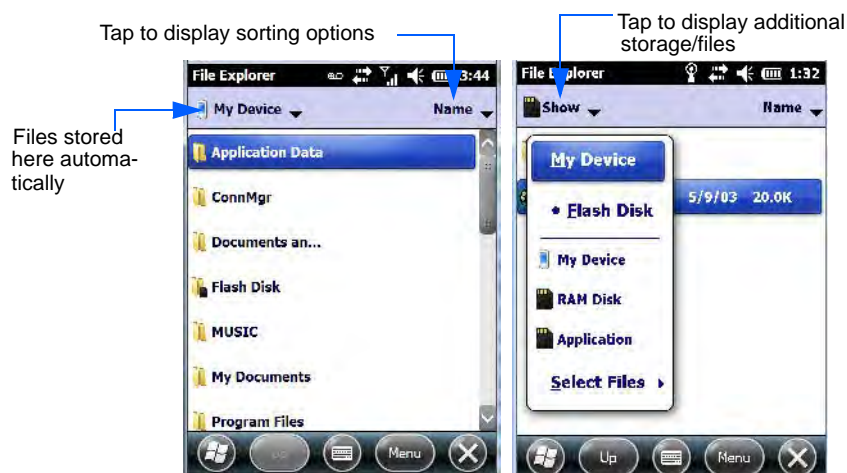 Tap to display sorting options
Tap to display additional
storage/files
Files stored
here automa-
tically
File Explorer 3:44
My Device Name
Application Data
ConnMgr
Documents an...
Flash Disk
MUSIC
My Documents
Program Files
Menu
File Explorer 1:32
Show Name
My Device
Flash Disk
5/9/03 20.0K
My Device
RAM Disk
Application
Select Files
Up Menu